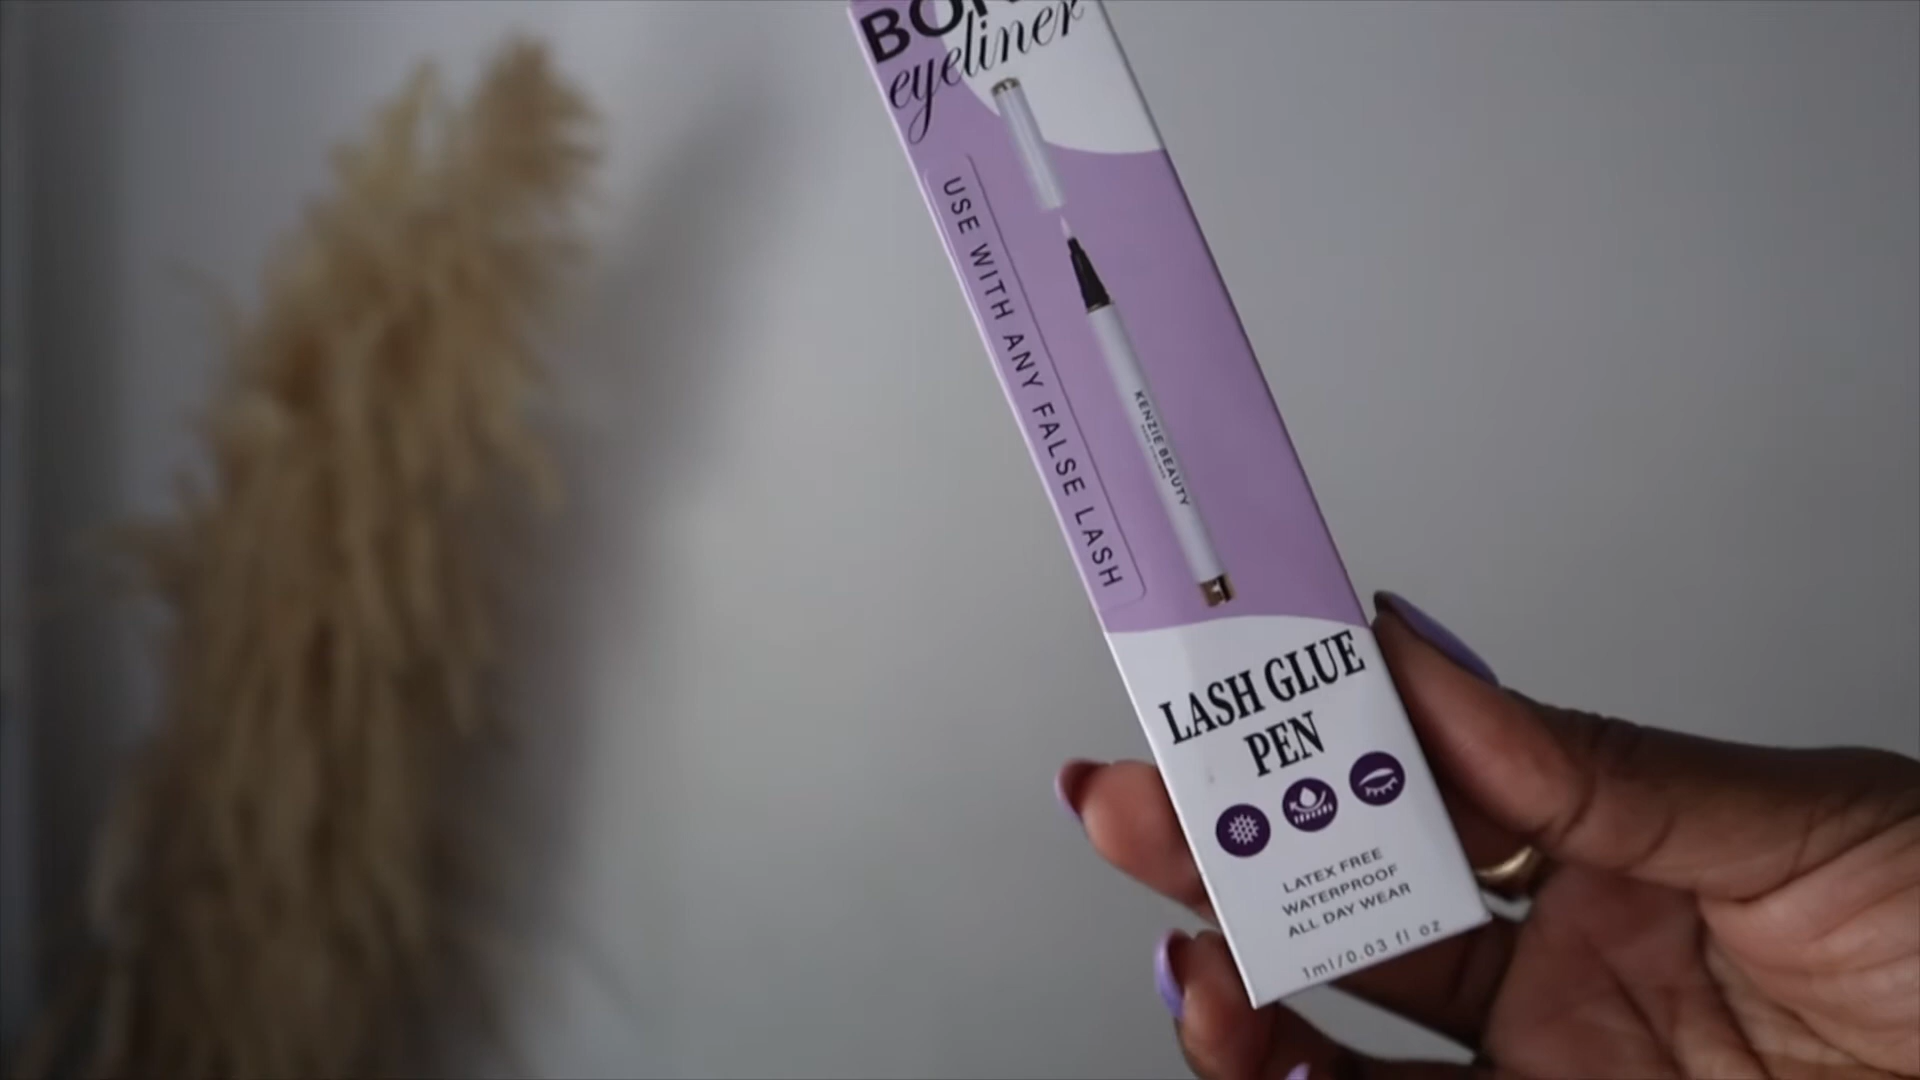 eyeliner
USE WITH ANY FALSE LASH
KENZIE BEAUTY
LASH GLUE
PEN
LATEX FREE
WATERPROOF
ALL DAY WEAR
1ml/0.03 fl oz